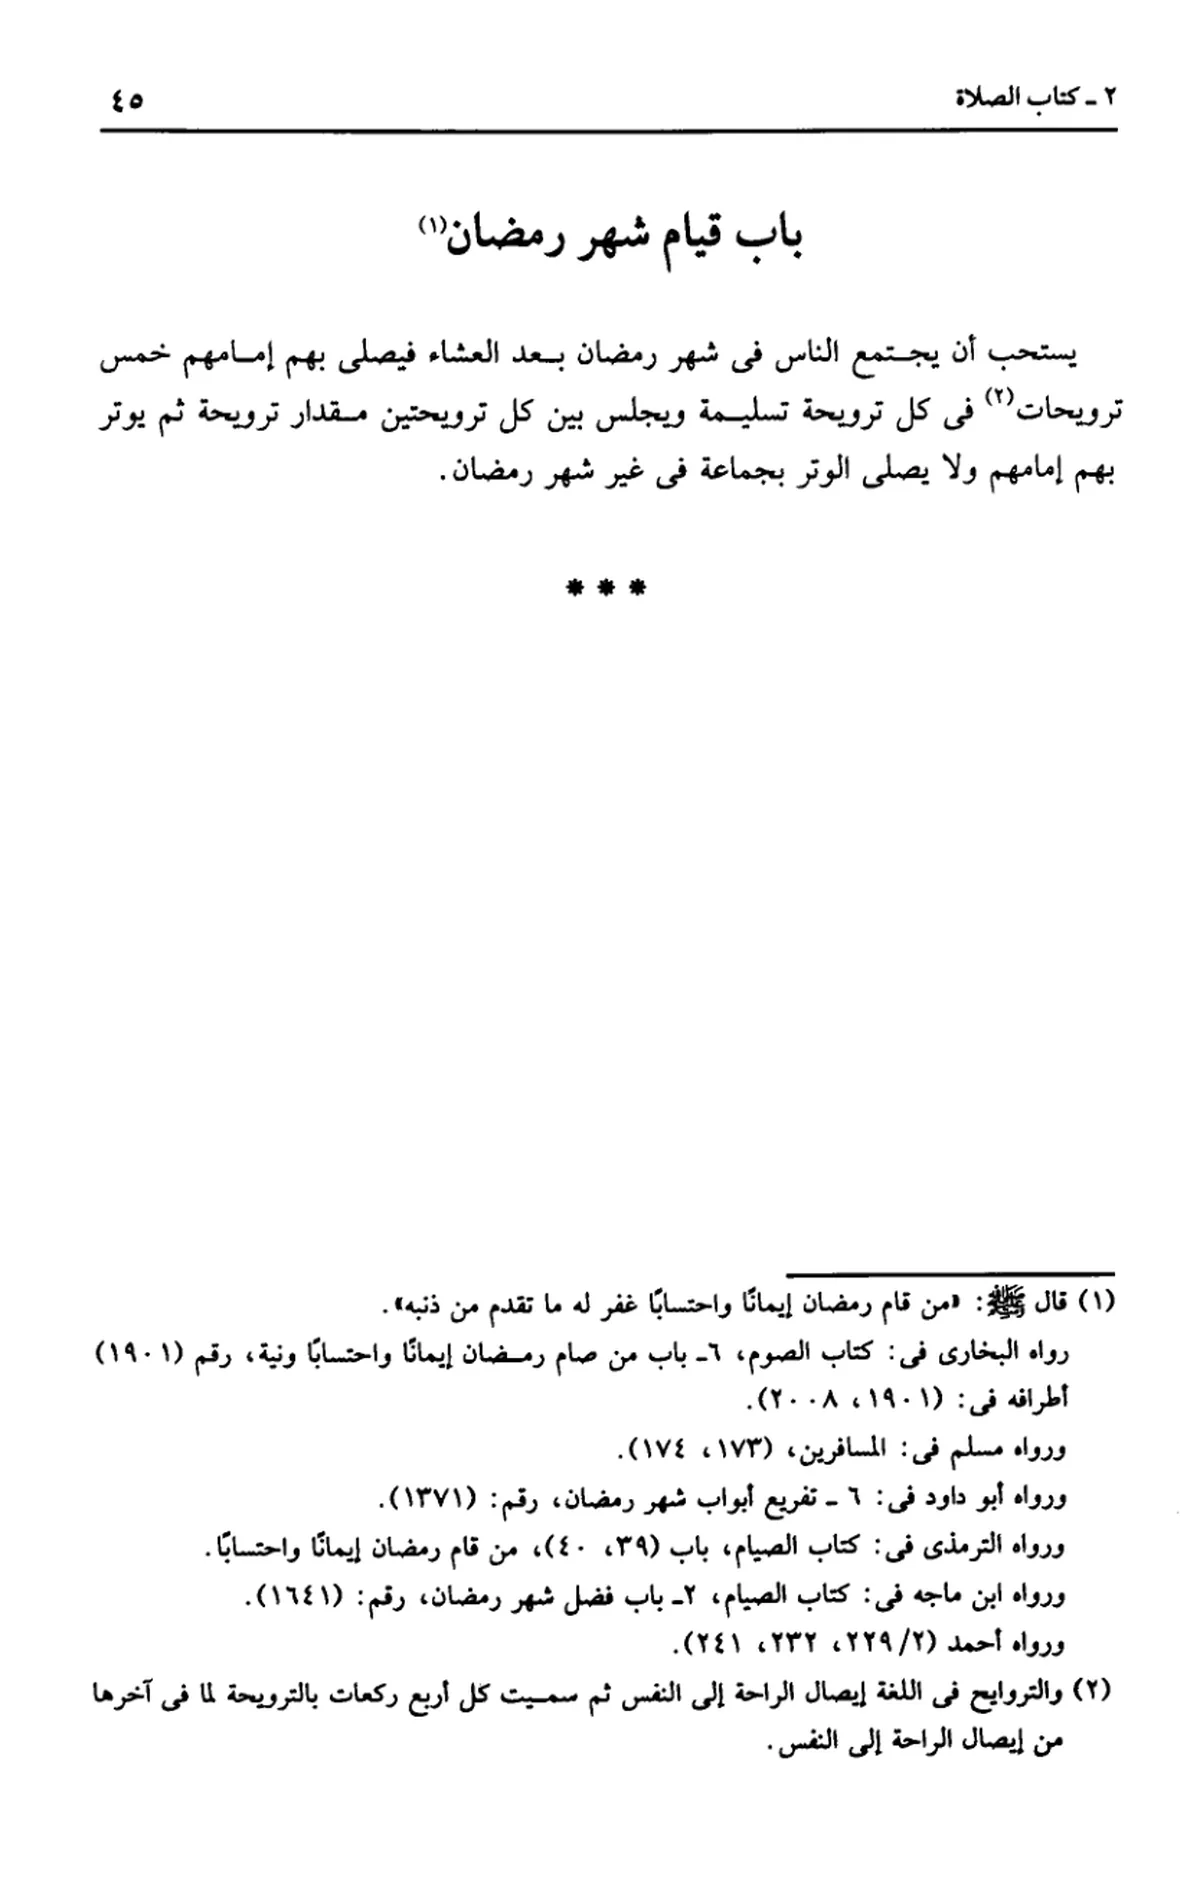 ٢ - كتاب الصلاة
٤٥
باب قيام شهر رمضان(١)
يستحب أن يجتمع الناس فى شهر رمضان بعد العشاء فيصلى بهم إمامهم خمس
ترويحات(٢) فى كل ترويحة تسليمة ويجلس بين كل ترويحتين مقدار ترويحة ثم يوتر
بهم إمامهم ولا يصلى الوتر بجماعة فى غير شهر رمضان.
* * *
(١) قال ﷺ: «من قام رمضان إيمانًا واحتسابًا غفر له ما تقدم من ذنبه».
رواه البخارى فى: كتاب الصوم، ٦- باب من صام رمضان إيمانًا واحتسابًا ونية، رقم (١٩٠١)
أطرافه فى: (١٩٠١، ٢٠٠٨).
ورواه مسلم فى: المسافرين، (١٧٣، ١٧٤).
ورواه أبو داود فى: ٦ - تفريع أبواب شهر رمضان، رقم: (١٣٧١).
ورواه الترمذى فى: كتاب الصيام، باب (٣٩، ٤٠)، من قام رمضان إيمانًا واحتسابًا.
ورواه ابن ماجه فى: كتاب الصيام، ٢- باب فضل شهر رمضان، رقم: (١٦٤١).
ورواه أحمد (٢/٢٢٩، ٢٣٢، ٢٤١).
(٢) والتروايح فى اللغة إيصال الراحة إلى النفس ثم سميت كل أربع ركعات بالترويحة لما فى آخرها
من إيصال الراحة إلى النفس.